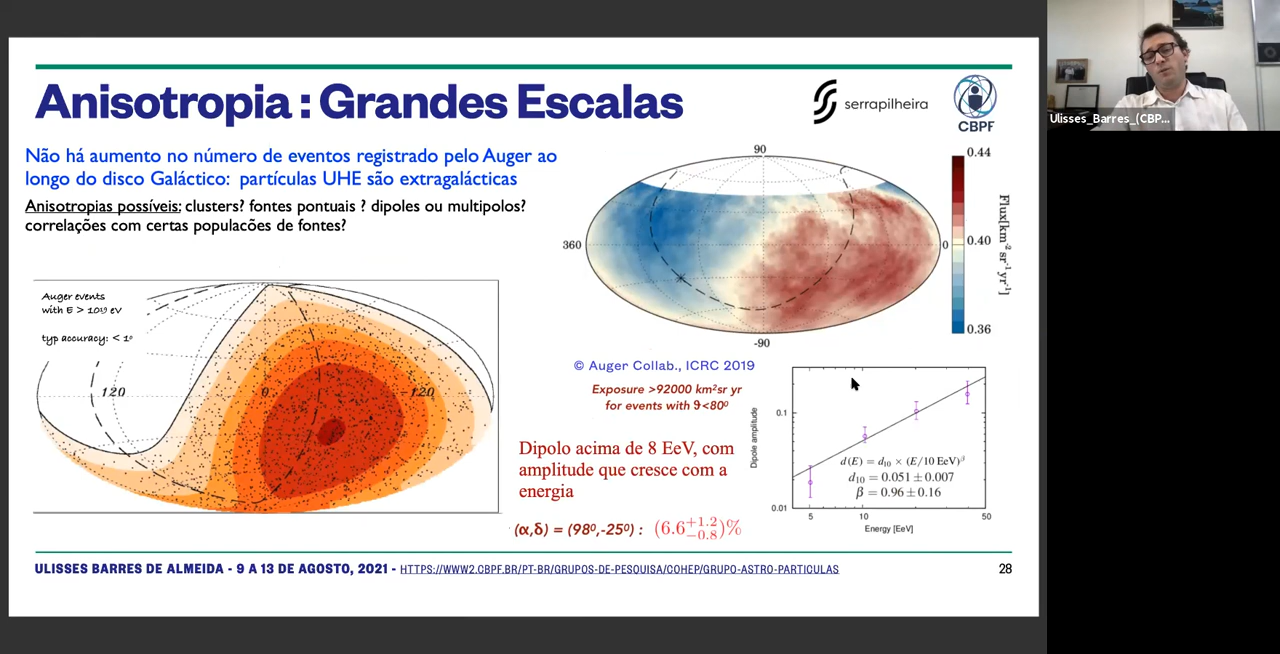 Anisotropia : Grandes Escalas
serrapilheira
CBPF
Não há aumento no número de eventos registrado pelo Auger ao
longo do disco Galáctico: partículas UHE são extragalácticas
Anisotropias possíveis: clusters? fontes pontuais ? dipoles ou multipolos?
correlações com certas populacões de fontes?
Auger events
with E > 10¹⁹ eV
typ accuracy: < 1°
120
0
-120
90
360
0
-90
0.44
0.40
0.36
Flux[km⁻² sr⁻¹ yr⁻¹]
© Auger Collab., ICRC 2019
Exposure >92000 km²sr yr
for events with ϑ<80⁰
Dipolo acima de 8 EeV, com
amplitude que cresce com a
energia
(α,δ) = (98⁰,-25⁰) : (6.6+1.2−0.8)%
Dipole amplitude
0.1
0.01
d(E) = d₁₀ × (E/10 EeV)^β
d₁₀ = 0.051 ± 0.007
β = 0.96 ± 0.16
5
10
50
Energy [EeV]
ULISSES BARRES DE ALMEIDA - 9 A 13 DE AGOSTO, 2021 - HTTPS://WWW2.CBPF.BR/PT-BR/GRUPOS-DE-PESQUISA/COHEP/GRUPO-ASTRO-PARTICULAS
28
Ulisses_Barres_(CBP...